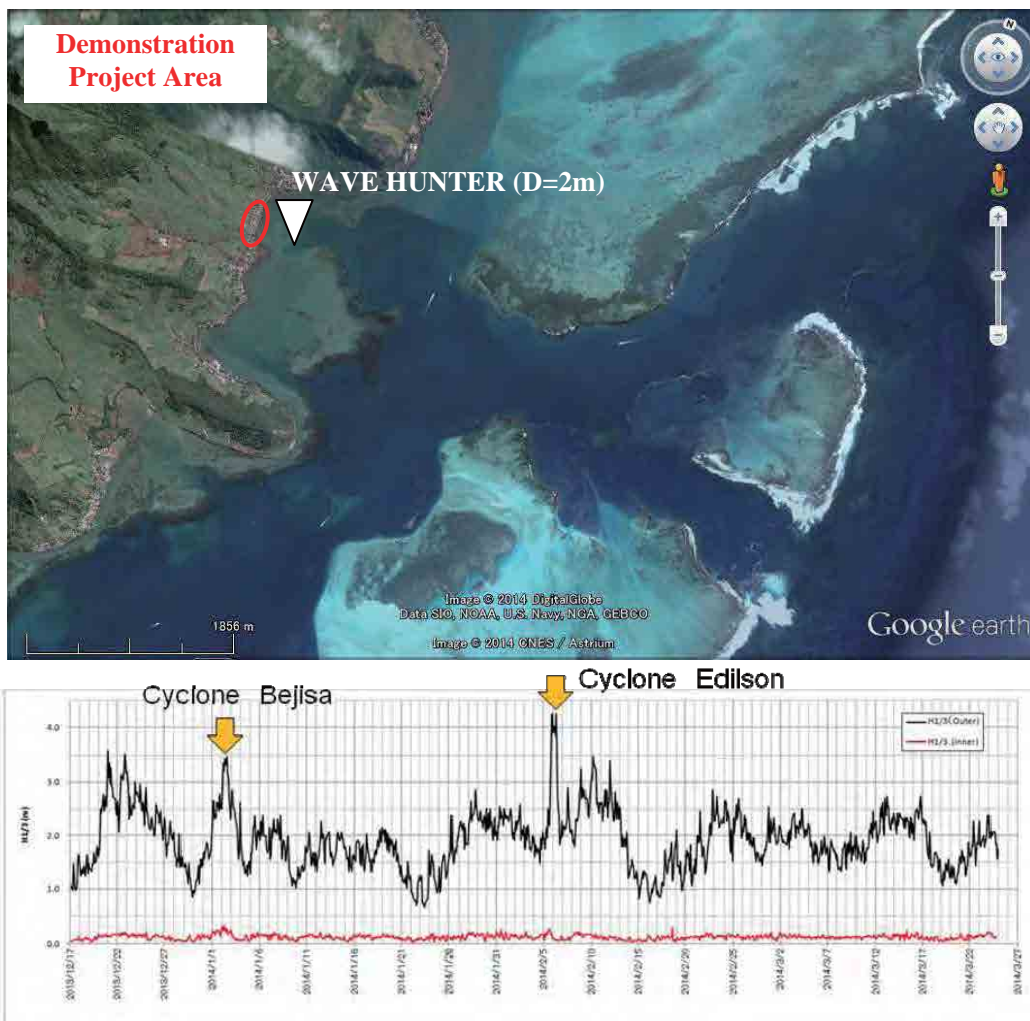 Demonstration
Project Area
N
WAVE HUNTER (D=2m)
1856 m
Image © 2014 DigitalGlobe
Data SIO, NOAA, U.S. Navy, NGA, GEBCO
Image © 2014 CNES / Astrium
Google earth
Cyclone Bejisa
Cyclone Edilson
H1/3(Outer)
H1/3.(Inner)
H1/3(m)
4.0
3.0
2.0
1.0
0.0
2013/12/17
2013/12/22
2013/12/27
2014/1/1
2014/1/6
2014/1/11
2014/1/16
2014/1/21
2014/1/26
2014/1/31
2014/2/5
2014/2/10
2014/2/15
2014/2/20
2014/2/25
2014/3/2
2014/3/7
2014/3/12
2014/3/17
2014/3/22
2014/3/27